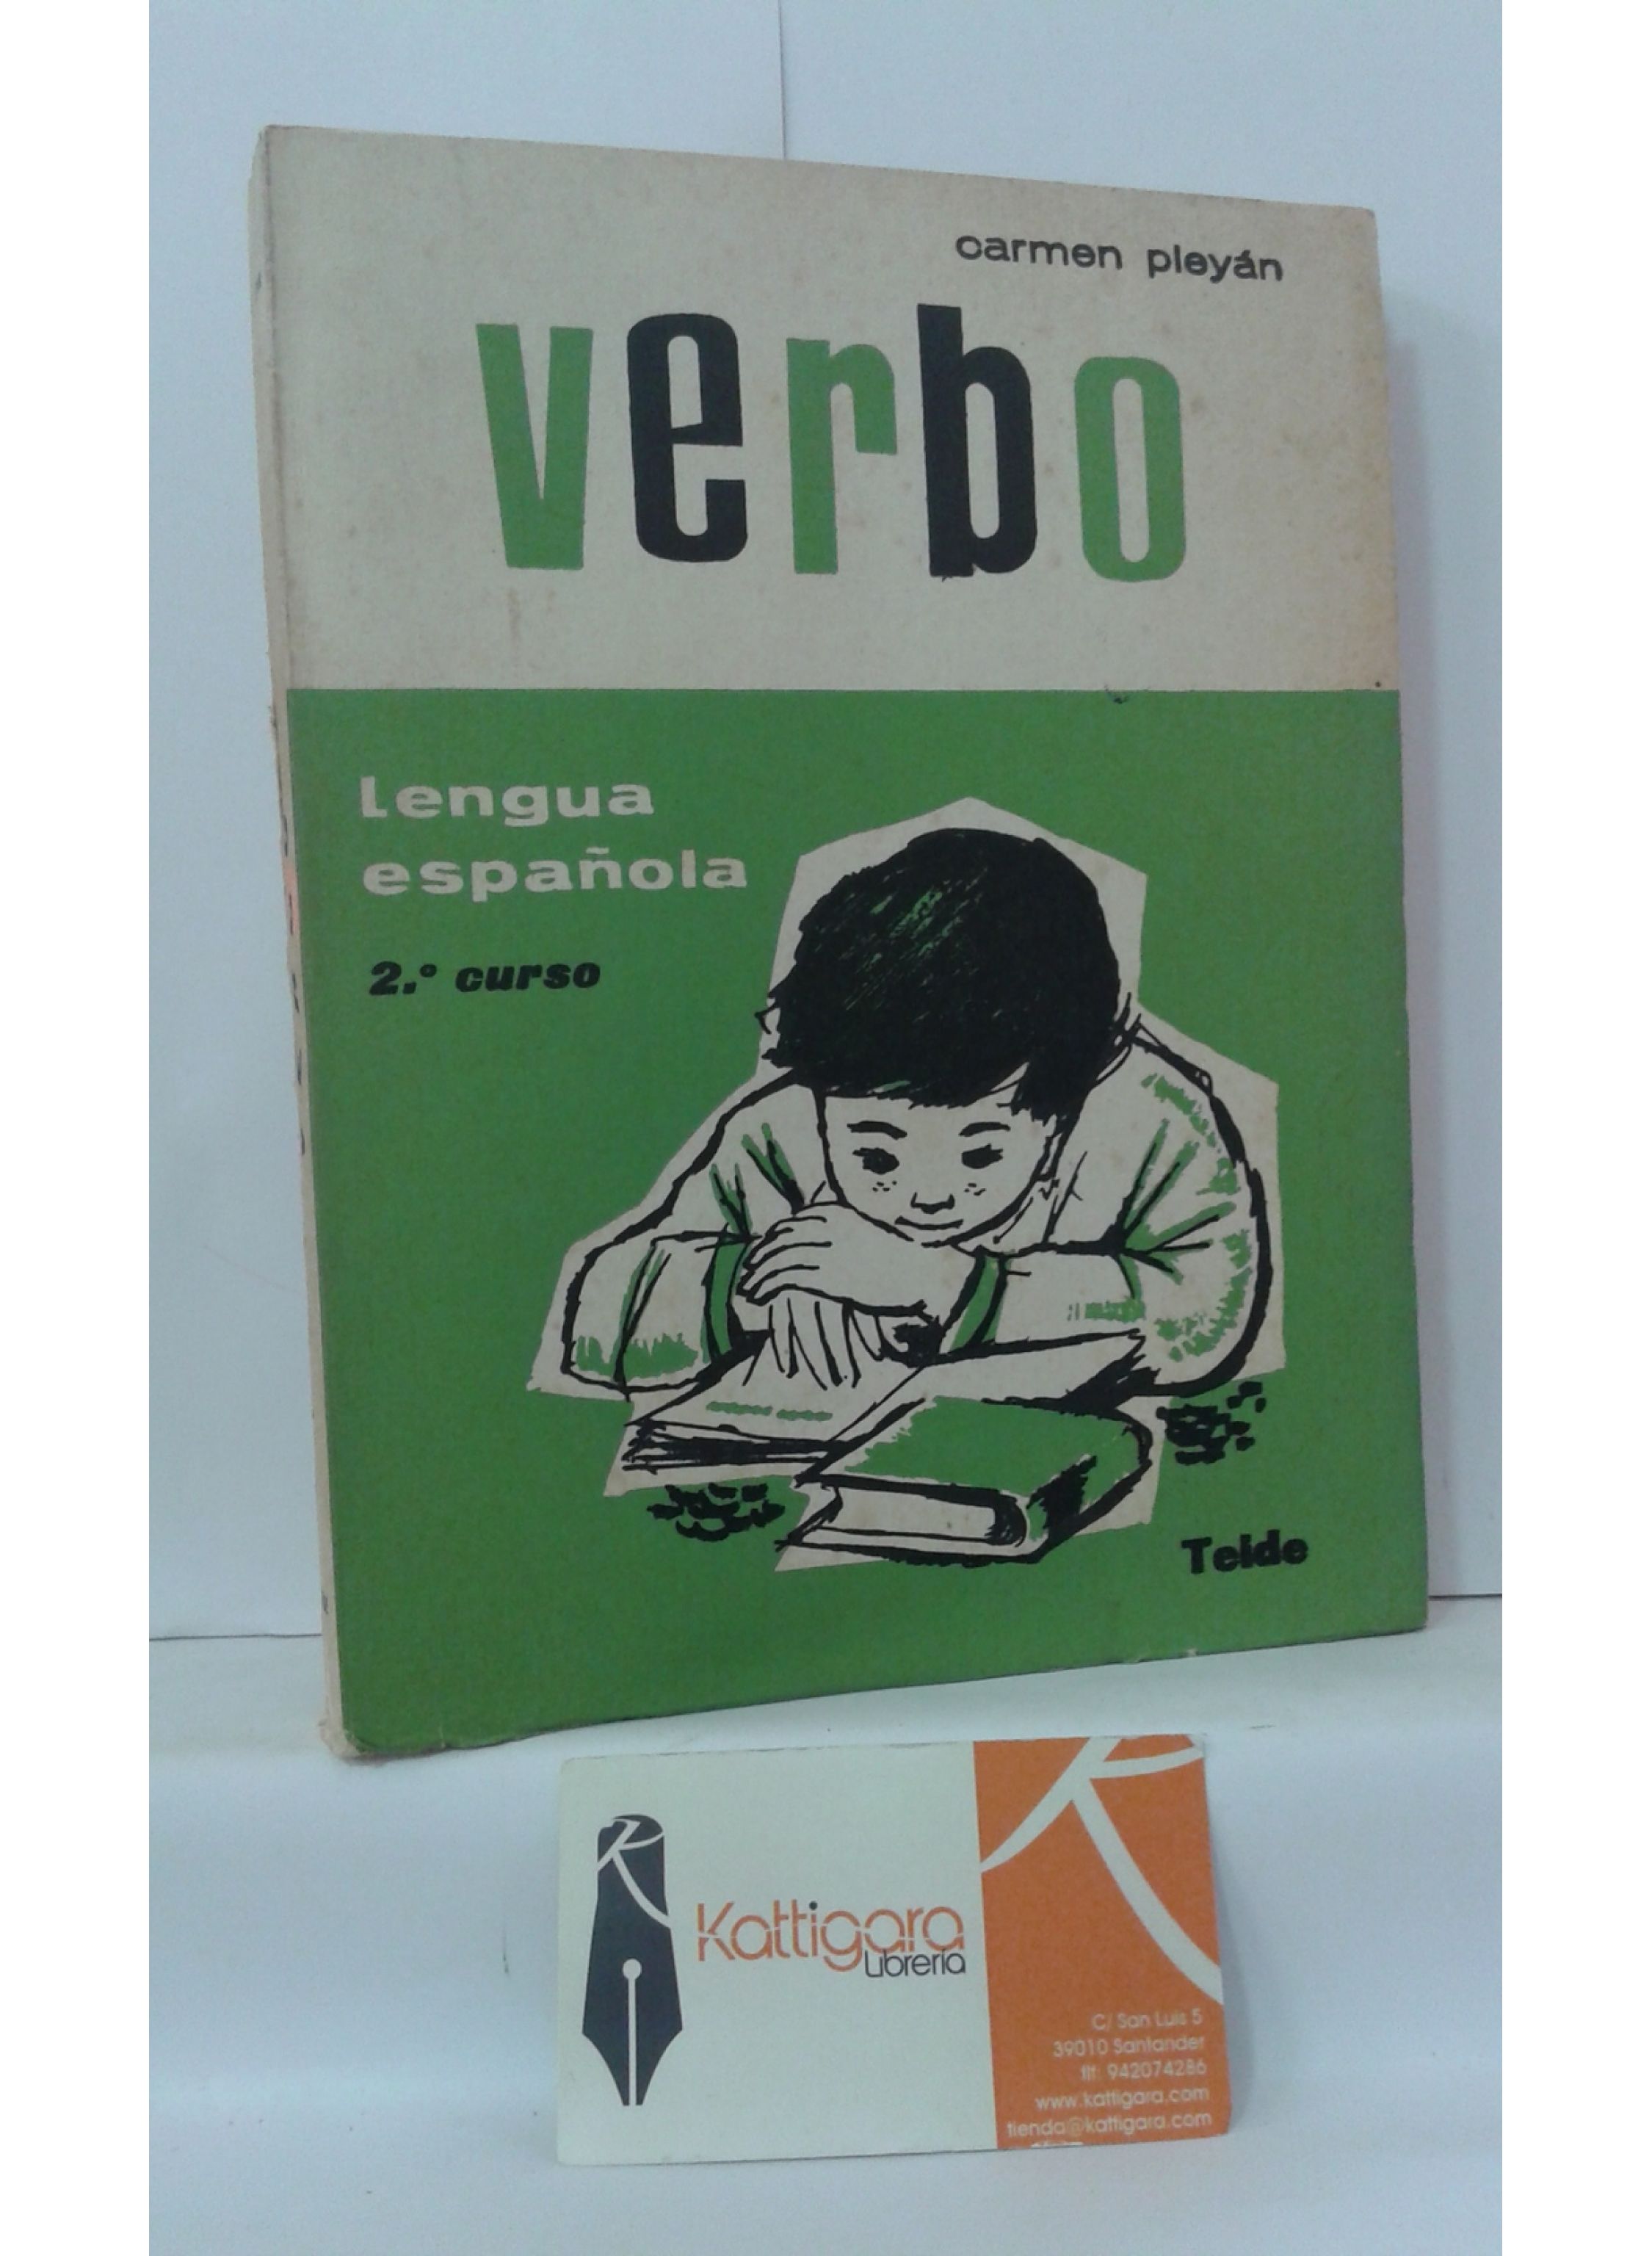 carmen pleyán
verbo
Lengua
española
2.º curso
Teide
Kattigara
Librería
C/ San Luis 5
39010 Santander
tlf: 942074286
www.kattigara.com
tienda@kattigara.com